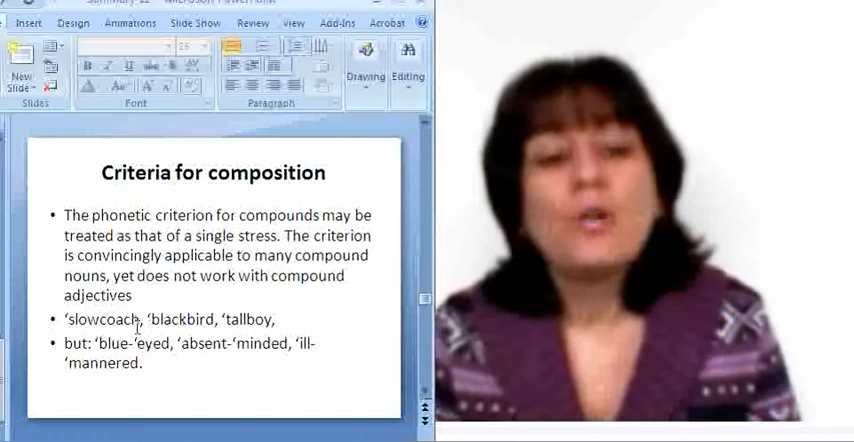 Insert Design Animations Slide Show Review View Add-Ins Acrobat
New
Slide
Drawing Editing
Slides Font Paragraph
Criteria for composition
• The phonetic criterion for compounds may be
treated as that of a single stress. The criterion
is convincingly applicable to many compound
nouns, yet does not work with compound
adjectives
• ‘slowcoach, ‘blackbird, ‘tallboy,
• but: ‘blue-‘eyed, ‘absent-‘minded, ‘ill-
‘mannered.